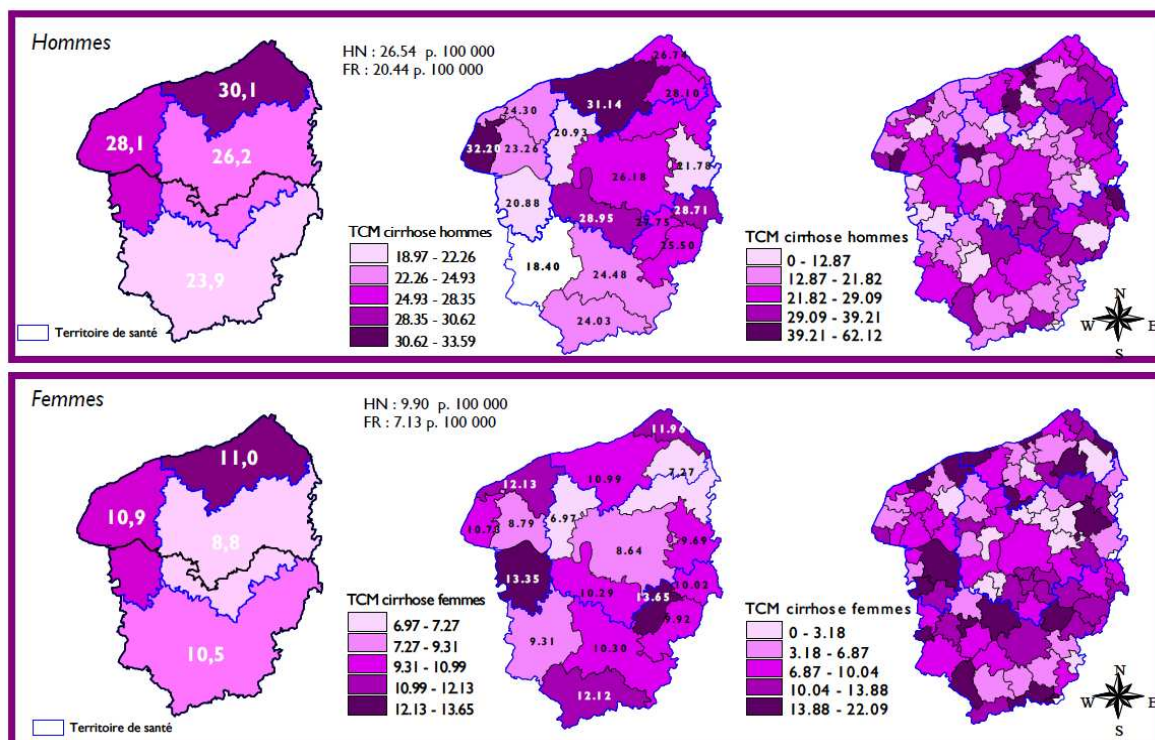 Hommes
HN : 26.54 p. 100 000
FR : 20.44 p. 100 000
30,1
28,1
26,2
23,9
Territoire de santé
26.74
31.14
28.10
24.30
20.93
32.20
23.26
21.78
26.18
20.88
28.95
28.71
25.50
18.40
24.48
24.03
TCM cirrhose hommes
18.97 - 22.26
22.26 - 24.93
24.93 - 28.35
28.35 - 30.62
30.62 - 33.59
TCM cirrhose hommes
0 - 12.87
12.87 - 21.82
21.82 - 29.09
29.09 - 39.21
39.21 - 62.12
N
W
E
S
Femmes
HN : 9.90 p. 100 000
FR : 7.13 p. 100 000
11,0
10,9
8,8
10,5
Territoire de santé
11.96
7.27
10.99
12.13
6.97
10.73
8.79
8.64
9.69
13.35
10.02
10.29
13.65
9.92
9.31
10.30
12.12
TCM cirrhose femmes
6.97 - 7.27
7.27 - 9.31
9.31 - 10.99
10.99 - 12.13
12.13 - 13.65
TCM cirrhose femmes
0 - 3.18
3.18 - 6.87
6.87 - 10.04
10.04 - 13.88
13.88 - 22.09
N
W
E
S